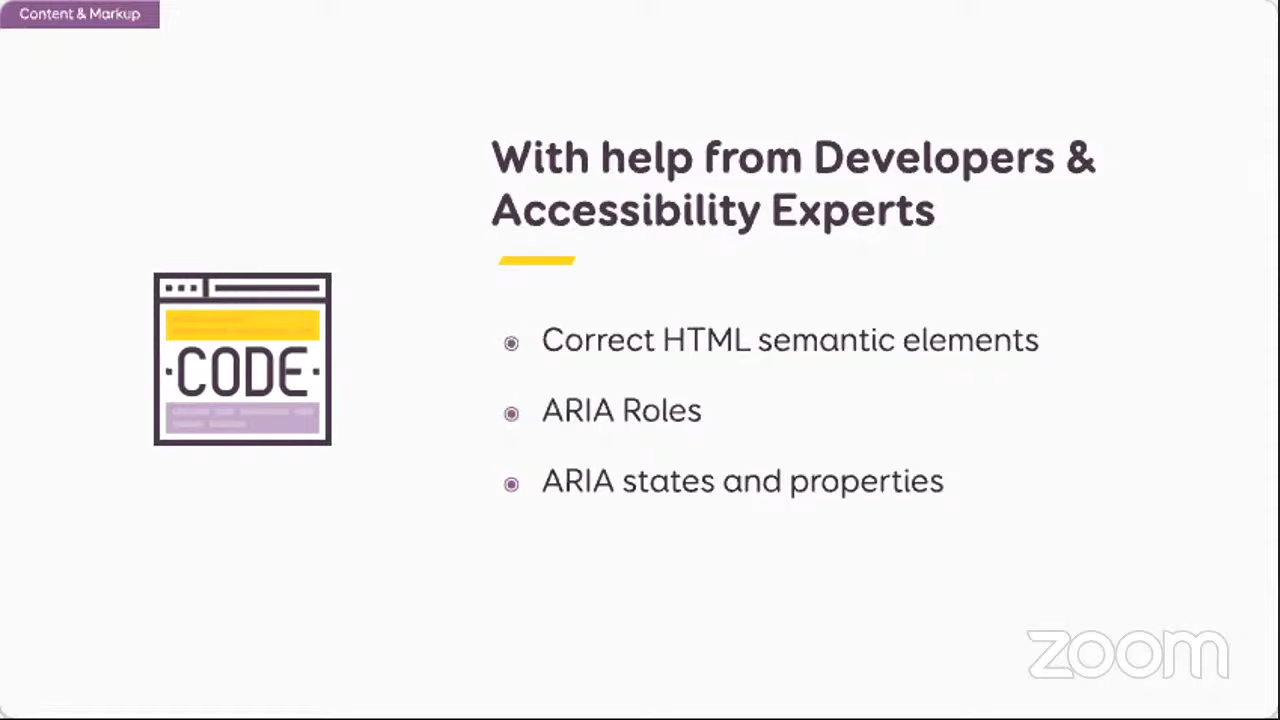 Content & Markup
With help from Developers &
Accessibility Experts
CODE
Correct HTML semantic elements
ARIA Roles
ARIA states and properties
zoom